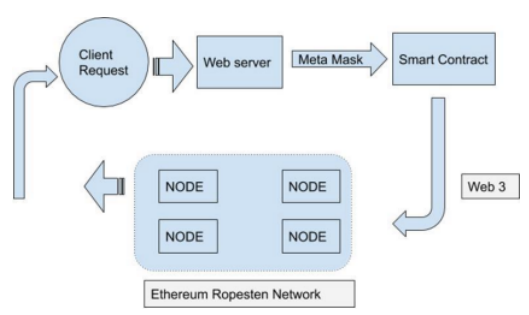 Client
Request
Web server
Meta Mask
Smart Contract
Web 3
NODE
NODE
NODE
NODE
Ethereum Ropesten Network